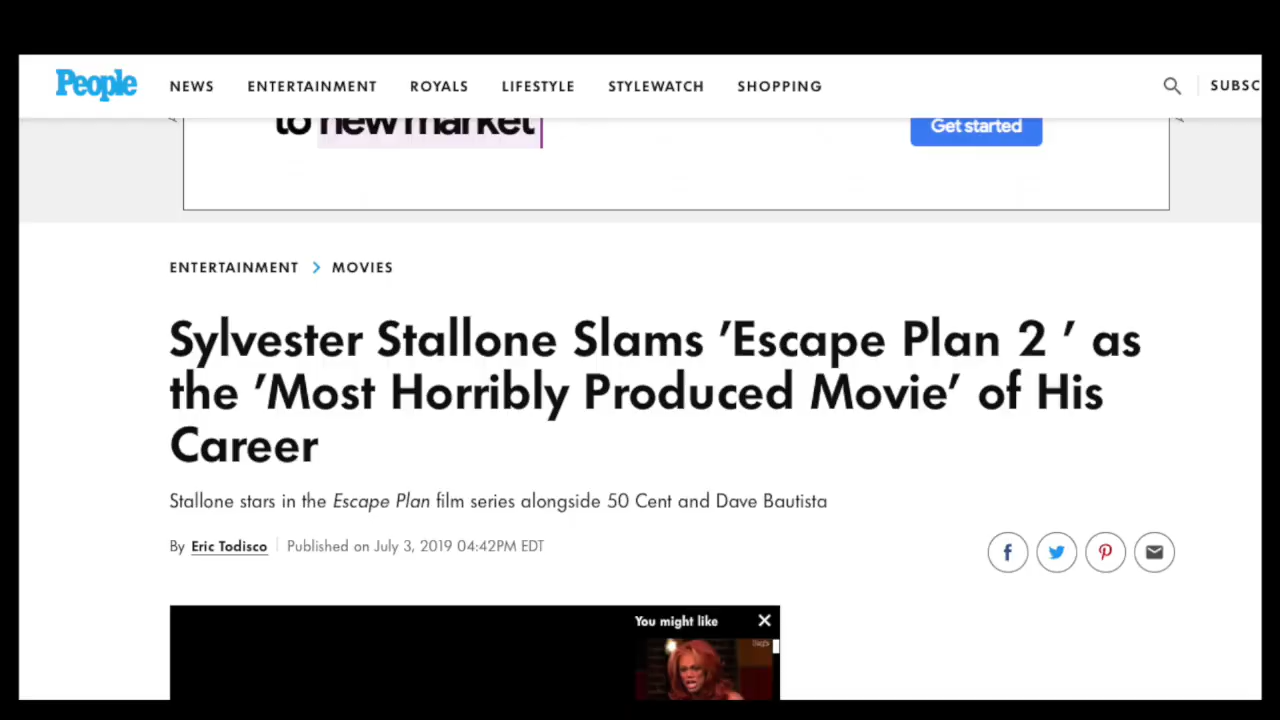 People NEWS ENTERTAINMENT ROYALS LIFESTYLE STYLEWATCH SHOPPING SUBSC
to new market Get started
ENTERTAINMENT > MOVIES
Sylvester Stallone Slams ’Escape Plan 2 ’ as
the ’Most Horribly Produced Movie’ of His
Career
Stallone stars in the Escape Plan film series alongside 50 Cent and Dave Bautista
By Eric Todisco Published on July 3, 2019 04:42PM EDT
You might like